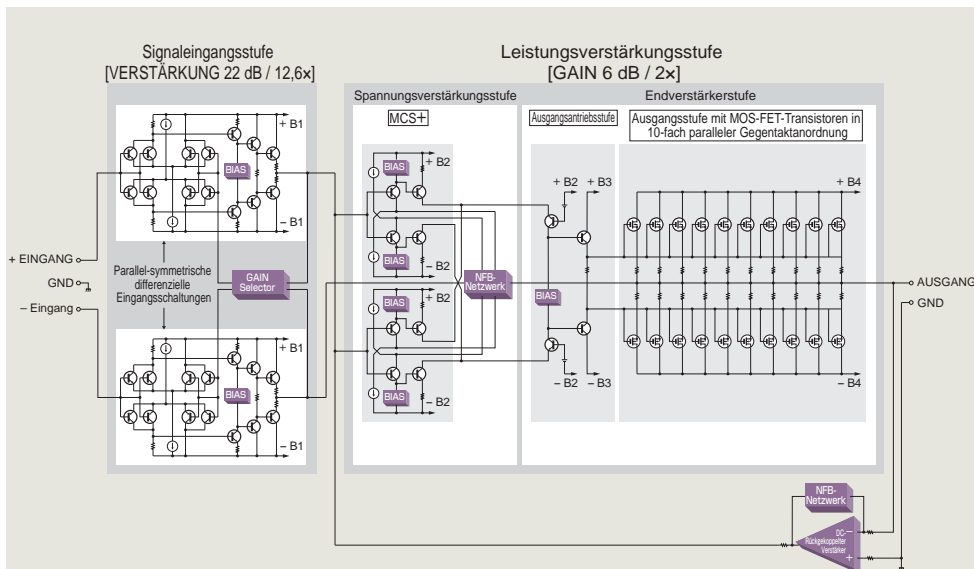 Signaleingangsstufe
[VERSTÄRKUNG 22 dB / 12,6x]
Leistungsverstärkungsstufe
[GAIN 6 dB / 2x]
Spannungsverstärkungsstufe
Endverstärkerstufe
MCS+
Ausgangsantriebsstufe
Ausgangsstufe mit MOS-FET-Transistoren in
10-fach paralleler Gegentaktanordnung
+ B1
BIAS
– B1
+ B2
BIAS
BIAS
– B2
+ B2
+ B3
+ B4
+ EINGANG
GND
– Eingang
Parallel-symmetrische
differenzielle
Eingangsschaltungen
GAIN
Selector
NFB-
Netzwerk
BIAS
AUSGANG
GND
+ B1
BIAS
– B1
+ B2
BIAS
BIAS
– B2
– B2
– B3
– B4
NFB-
Netzwerk
DC-
Rückgekoppelter
Verstärker
–
+